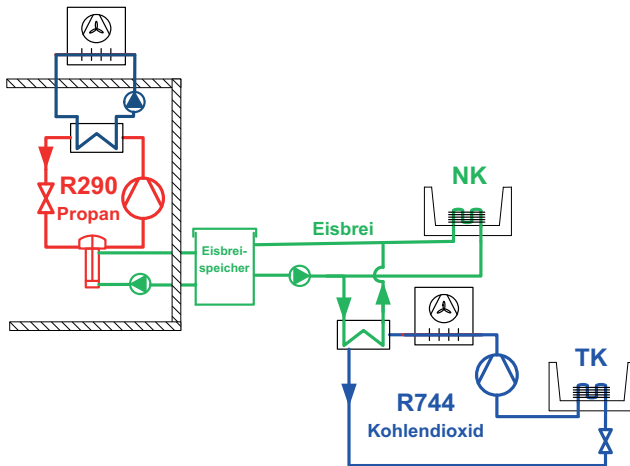 R290
Propan
NK
Eisbrei
Eisbrei-
speicher
TK
R744
Kohlendioxid